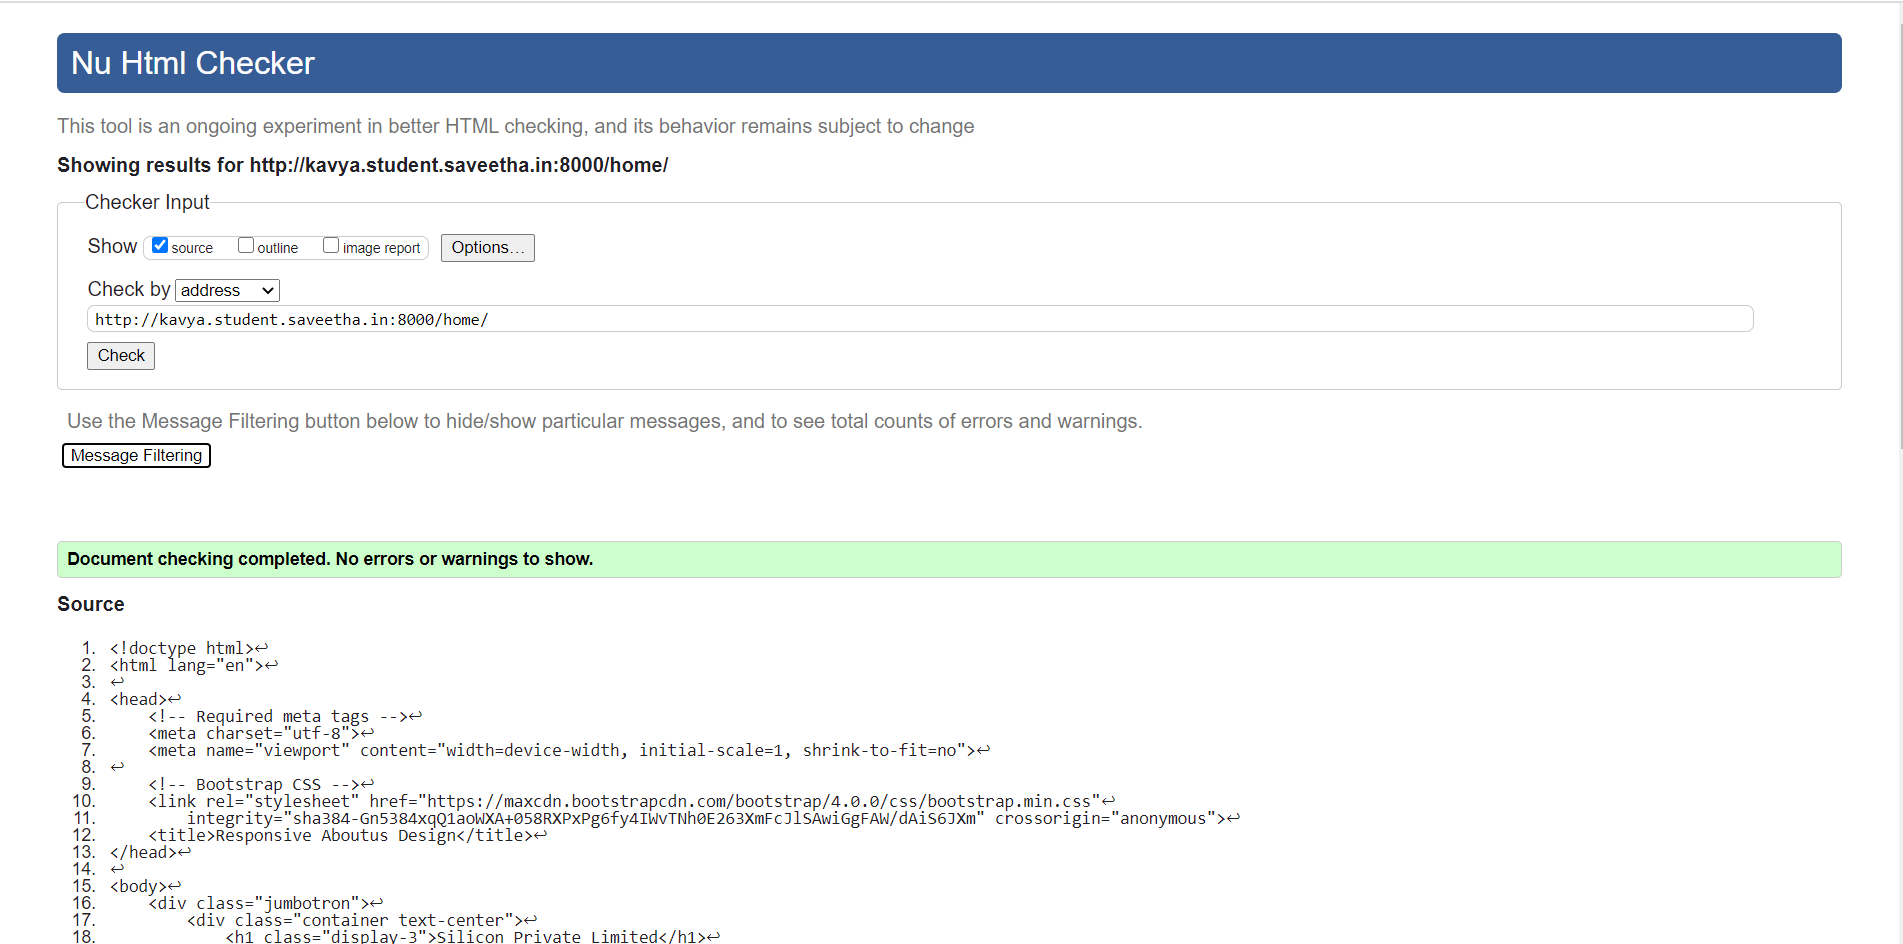 Nu Html Checker
This tool is an ongoing experiment in better HTML checking, and its behavior remains subject to change
Showing results for http://kavya.student.saveetha.in:8000/home/
Checker Input
Show source outline image report Options...
Check by address
http://kavya.student.saveetha.in:8000/home/
Check
Use the Message Filtering button below to hide/show particular messages, and to see total counts of errors and warnings.
Message Filtering
Document checking completed. No errors or warnings to show.
Source
1. <!doctype html>↩
2. <html lang="en">↩
3. ↩
4. <head>↩
5. <!-- Required meta tags -->↩
6. <meta charset="utf-8">↩
7. <meta name="viewport" content="width=device-width, initial-scale=1, shrink-to-fit=no">↩
8. ↩
9. <!-- Bootstrap CSS -->↩
10. <link rel="stylesheet" href="https://maxcdn.bootstrapcdn.com/bootstrap/4.0.0/css/bootstrap.min.css"↩
11. integrity="sha384-Gn5384xqQ1aoWXA+058RXPxPg6fy4IWvTNh0E263XmFcJlSAwiGgFAW/dAiS6JXm" crossorigin="anonymous">↩
12. <title>Responsive Aboutus Design</title>↩
13. </head>↩
14. ↩
15. <body>↩
16. <div class="jumbotron">↩
17. <div class="container text-center">↩
18. <h1 class="display-3">Silicon Private Limited</h1>↩